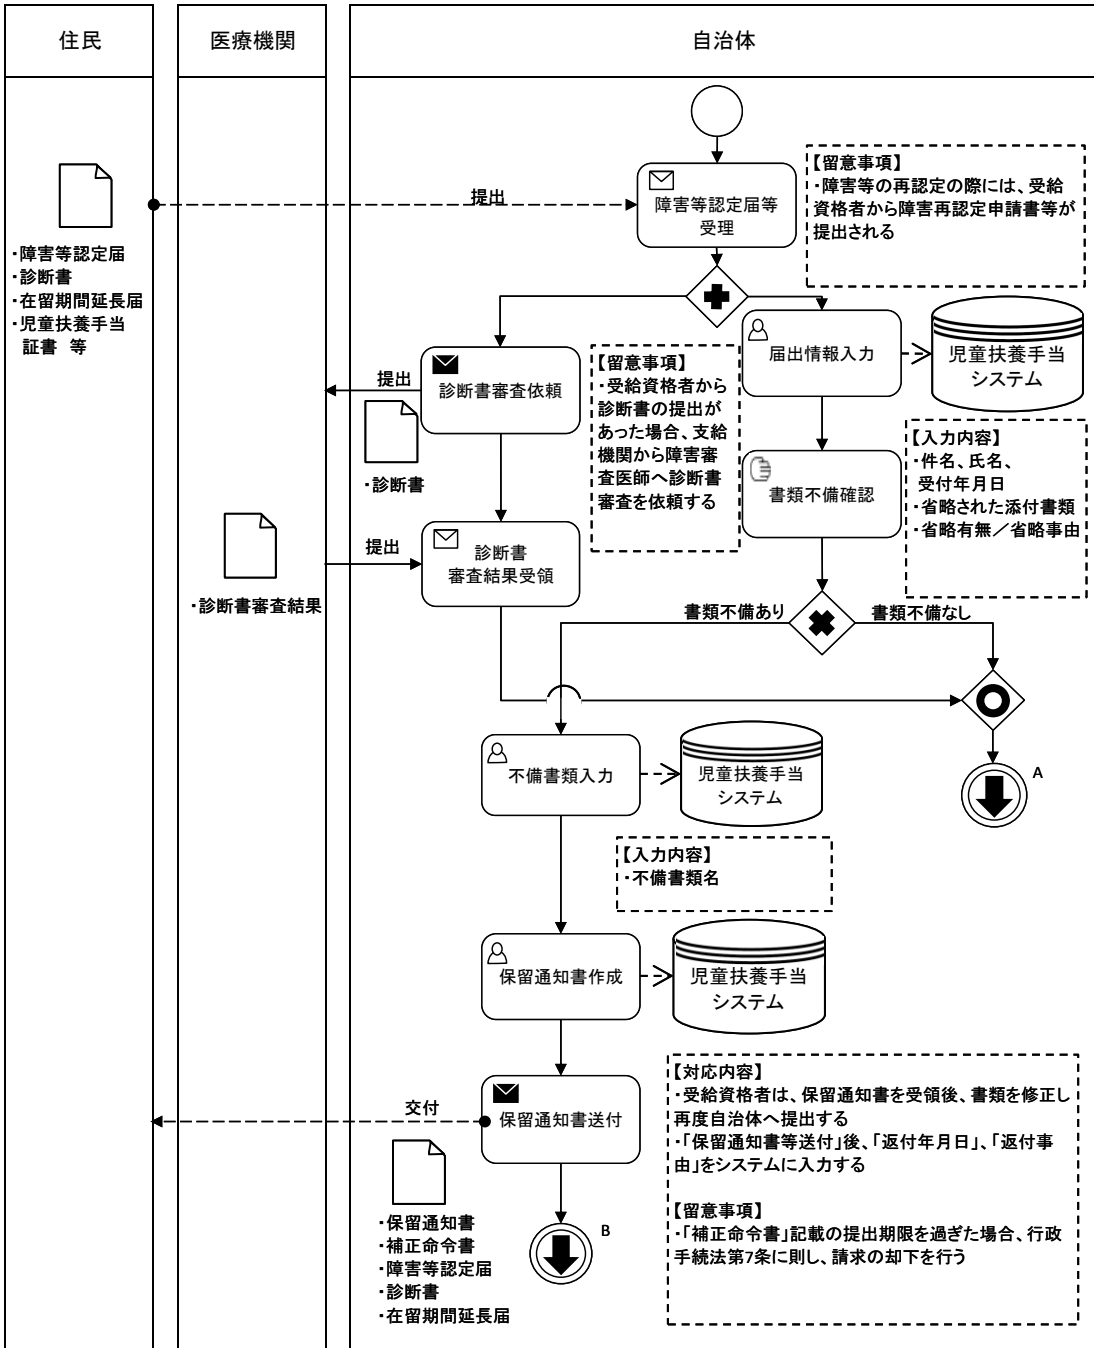 住民
医療機関
自治体
【留意事項】
・障害等の再認定の際には、受給
資格者から障害再認定申請書等が
提出される
提出
障害等認定届等
受理
・障害等認定届
・診断書
・在留期間延長届
・児童扶養手当
証書　等
届出情報入力
児童扶養手当
システム
【留意事項】
・受給資格者から
診断書の提出が
あった場合、支給
機関から障害審
査医師へ診断書
審査を依頼する
提出
診断書審査依頼
・診断書
【入力内容】
・件名、氏名、
受付年月日
・省略された添付書類
・省略有無／省略事由
書類不備確認
提出
診断書
審査結果受領
・診断書審査結果
書類不備あり
書類不備なし
不備書類入力
児童扶養手当
システム
A
【入力内容】
・不備書類名
保留通知書作成
児童扶養手当
システム
交付
保留通知書送付
【対応内容】
・受給資格者は、保留通知書を受領後、書類を修正し
再度自治体へ提出する
・「保留通知書等送付」後、「返付年月日」、「返付事
由」をシステムに入力する
【留意事項】
・「補正命令書」記載の提出期限を過ぎた場合、行政
手続法第7条に則し、請求の却下を行う
・保留通知書
・補正命令書
・障害等認定届
・診断書
・在留期間延長届
B